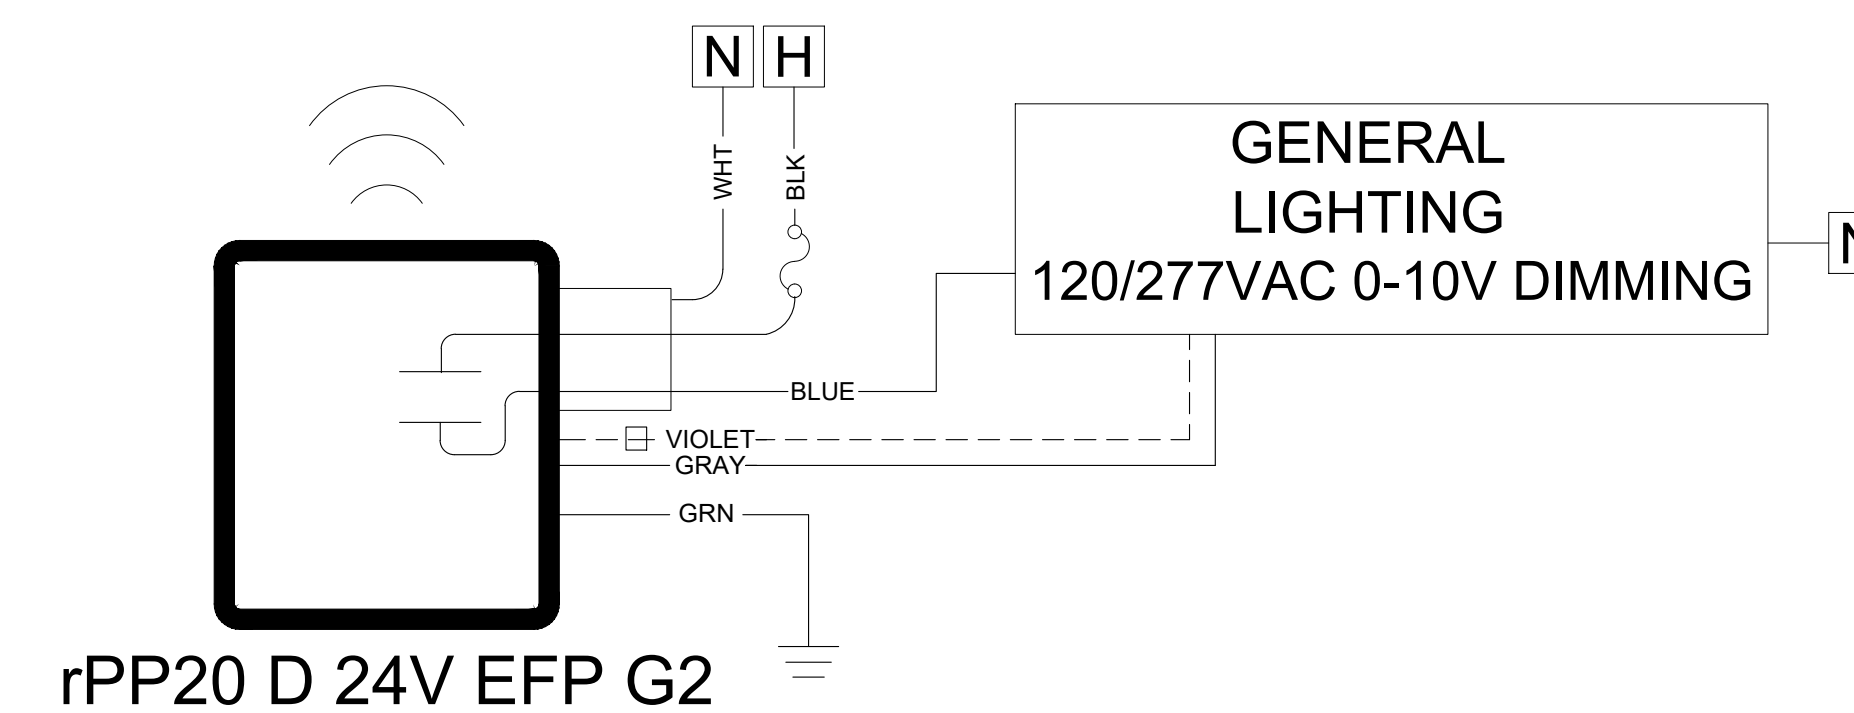 N H
WHT
BLK
GENERAL
LIGHTING
120/277VAC 0-10V DIMMING
N
BLUE
VIOLET
GRAY
GRN
rPP20 D 24V EFP G2